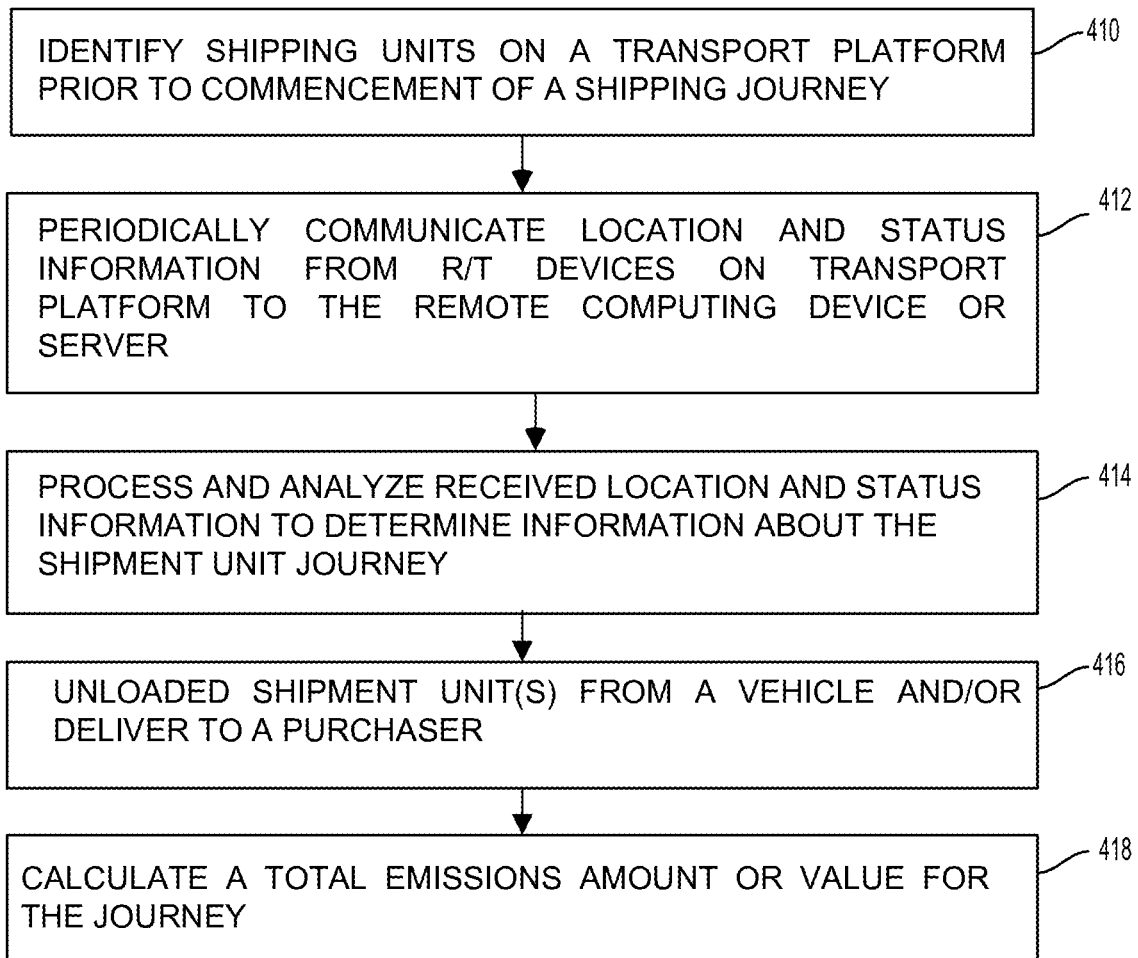 IDENTIFY SHIPPING UNITS ON A TRANSPORT PLATFORM
PRIOR TO COMMENCEMENT OF A SHIPPING JOURNEY
410
PERIODICALLY COMMUNICATE LOCATION AND STATUS
INFORMATION FROM R/T DEVICES ON TRANSPORT
PLATFORM TO THE REMOTE COMPUTING DEVICE OR
SERVER
412
PROCESS AND ANALYZE RECEIVED LOCATION AND STATUS
INFORMATION TO DETERMINE INFORMATION ABOUT THE
SHIPMENT UNIT JOURNEY
414
UNLOADED SHIPMENT UNIT(S) FROM A VEHICLE AND/OR
DELIVER TO A PURCHASER
416
CALCULATE A TOTAL EMISSIONS AMOUNT OR VALUE FOR
THE JOURNEY
418